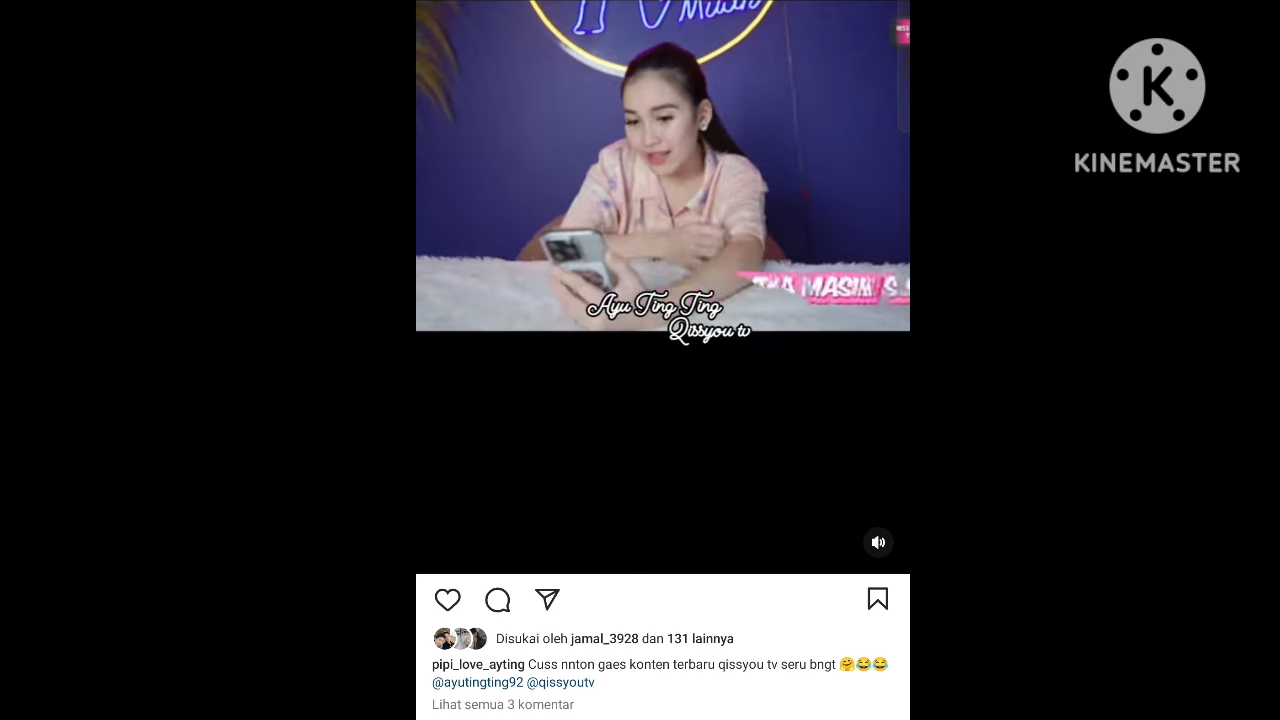 Ayu Ting Ting
Qissyou tv
KINEMASTER
Disukai oleh jamal_3928 dan 131 lainnya
pipi_love_ayting Cuss nnton gaes konten terbaru qissyou tv seru bngt 🤗😂😂
@ayutingting92 @qissyoutv
Lihat semua 3 komentar